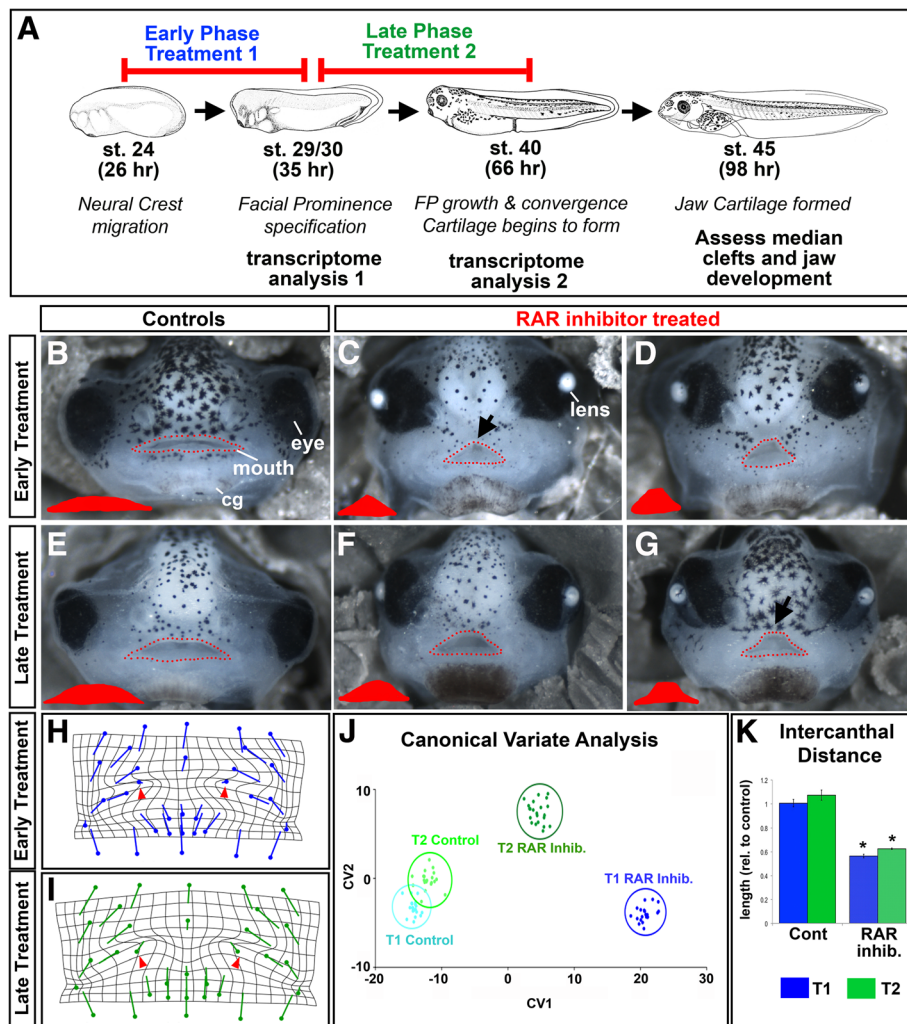 A
Early Phase
Treatment 1
Late Phase
Treatment 2
st. 24
(26 hr)
st. 29/30
(35 hr)
st. 40
(66 hr)
st. 45
(98 hr)
Neural Crest
migration
Facial Prominence
specification
FP growth & convergence
Cartilage begins to form
Jaw Cartilage formed
transcriptome
analysis 1
transcriptome
analysis 2
Assess median
clefts and jaw
development
Controls
RAR inhibitor treated
Early Treatment
B
eye
mouth
cg
C
lens
D
Late Treatment
E
F
G
Early Treatment
H
Late Treatment
I
J
Canonical Variate Analysis
CV2
10
0
-10
T2 Control
T1 Control
T2 RAR Inhib.
T1 RAR Inhib.
-20 -10 0 10 20 30
CV1
K
Intercanthal
Distance
length (rel. to control)
1.2
1
0.8
0.6
0.4
0.2
0
* *
Cont
RAR
inhib.
T1 T2